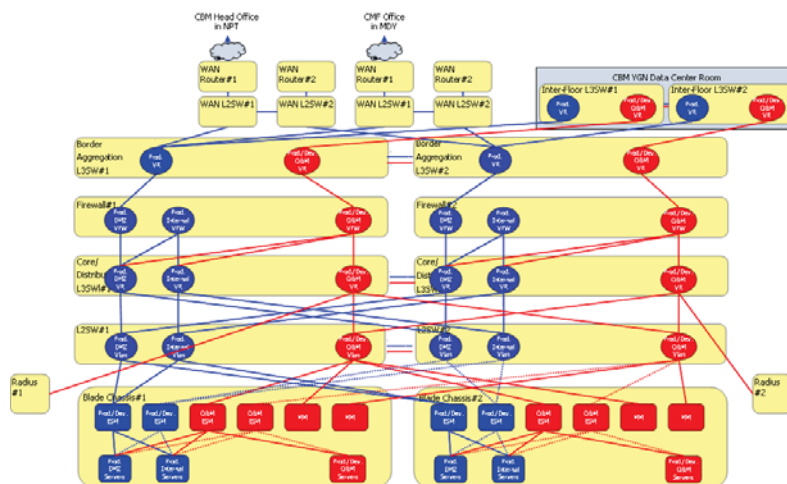 CBM Head Office
in NPT
CMF Office
in MDY
WAN
Router#1
WAN
Router#2
WAN
Router#1
WAN
Router#2
CBM YGN Data Center Room
Inter-Floor L3SW#1
Inter-Floor L3SW#2
Prod.
VR
Prod/Dev.
O&M
VR
Prod.
VR
Prod/Dev.
O&M
VR
WAN L2SW#1
WAN L2SW#2
WAN L2SW#1
WAN L2SW#2
Border
Aggregation
L3SW#1
Prod.
VR
Prod/Dev.
O&M
VR
Border
Aggregation
L3SW#2
Prod.
VR
Prod/Dev.
O&M
VR
Firewall#1
Prod.
DMZ
VFW
Prod.
Internal
VFW
Prod/Dev.
O&M
VFW
Firewall#2
Prod.
DMZ
VFW
Prod.
Internal
VFW
Prod/Dev.
O&M
VFW
Core/
Distribu
L3SW#1
Prod.
DMZ
VR
Prod.
Internal
VR
Prod/Dev.
O&M
VR
Core/
Prod.
DMZ
VR
Prod.
Internal
VR
Prod/Dev.
O&M
VR
L2SW#1
Prod.
DMZ
Vlan
Prod.
Internal
Vlan
Prod/Dev.
O&M
Vlan
L2SW#2
Prod.
DMZ
Vlan
Prod.
Internal
Vlan
Prod/Dev.
O&M
Vlan
Radius
#1
Radius
#2
Blade Chassis#1
Prod/Dev.
ESM
Prod/Dev.
ESM
O&M
ESM
O&M
ESM
MM
MM
Prod.
DMZ
Servers
Prod.
Internal
Servers
Prod/Dev.
O&M
Servers
Blade Chassis#2
Prod/Dev.
ESM
Prod/Dev.
ESM
O&M
ESM
O&M
ESM
MM
MM
Prod.
DMZ
Servers
Prod.
Internal
Servers
Prod/Dev.
O&M
Servers